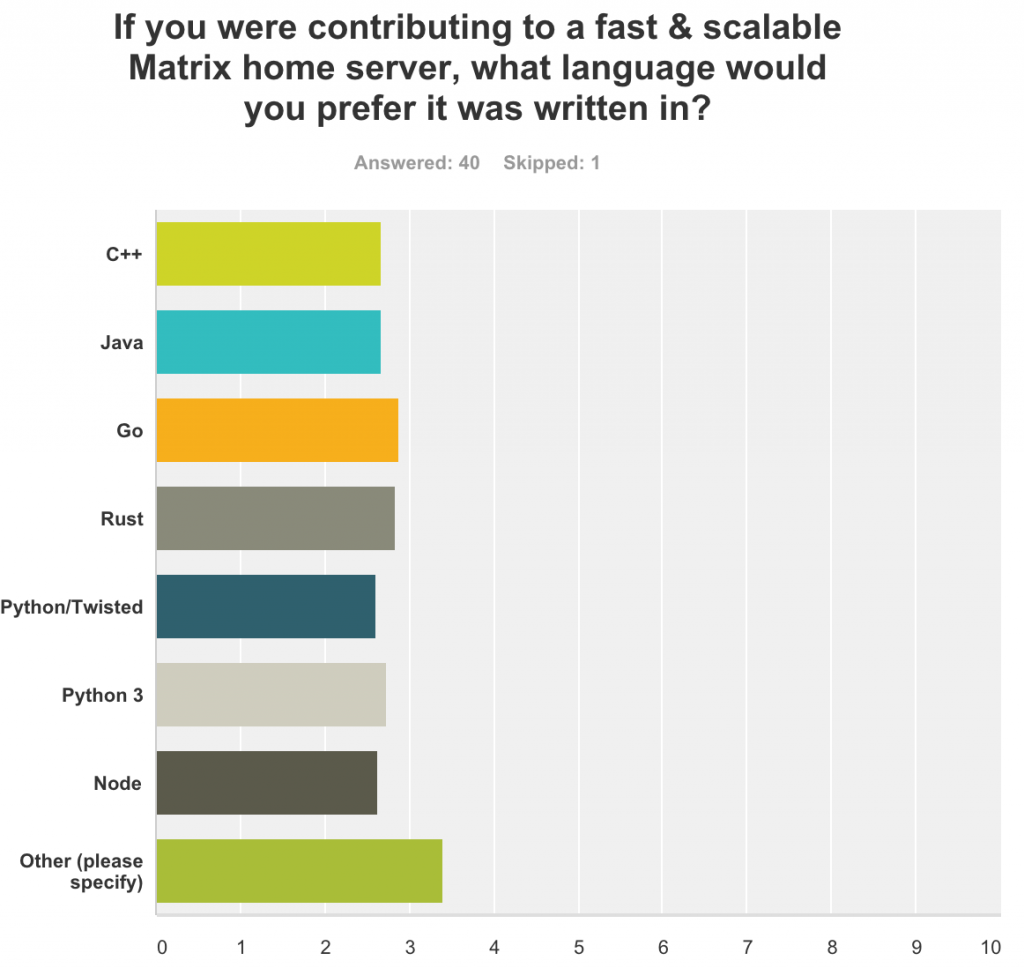 If you were contributing to a fast & scalable
Matrix home server, what language would
you prefer it was written in?
Answered: 40 Skipped: 1
C++
Java
Go
Rust
Python/Twisted
Python 3
Node
Other (please
specify)
0 1 2 3 4 5 6 7 8 9 10